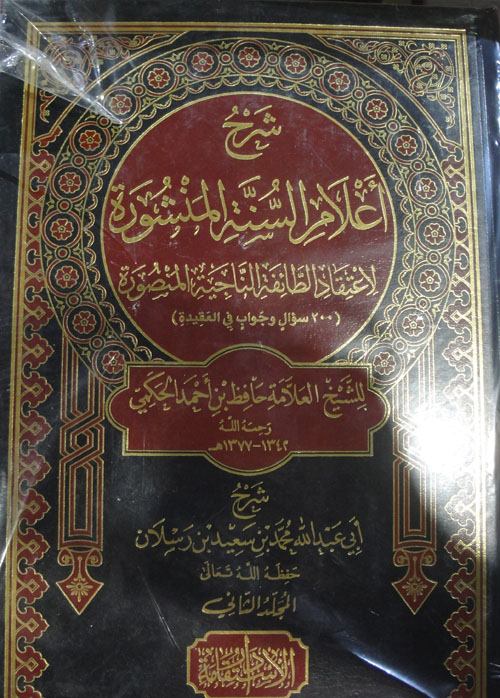 شرح
أعلام السنة المنشورة
لاعتقاد الطائفة الناجية المنصورة
(٢٠٠ سؤال وجواب في العقيدة)
للشيخ العلامة حافظ بن أحمد الحكمي
رحمه الله
١٣٤٢-١٣٧٧هـ
شرح
أبي عبد الله محمد بن سعيد بن رسلان
حفظه الله تعالى
المجلد الثاني